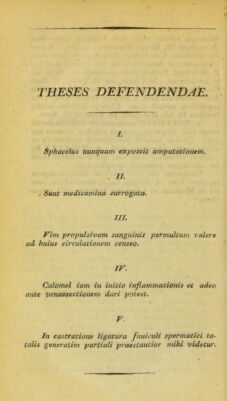 THESES DEFENDENDAE.
I.
Sphacelus nunquam exposcit amputationem.
II.
Sunt medicamina surrogata.
III.
Vim propulsivam sanguinis permultum valere
ad huius circulationem censeo.
IV.
Calomel iam in initio inflammationis et adeo
ante venaesectionem dari potest.
V.
In castratione ligatura funiculi spermatici to-
talis generatim partiali praestantior mihi videtur.